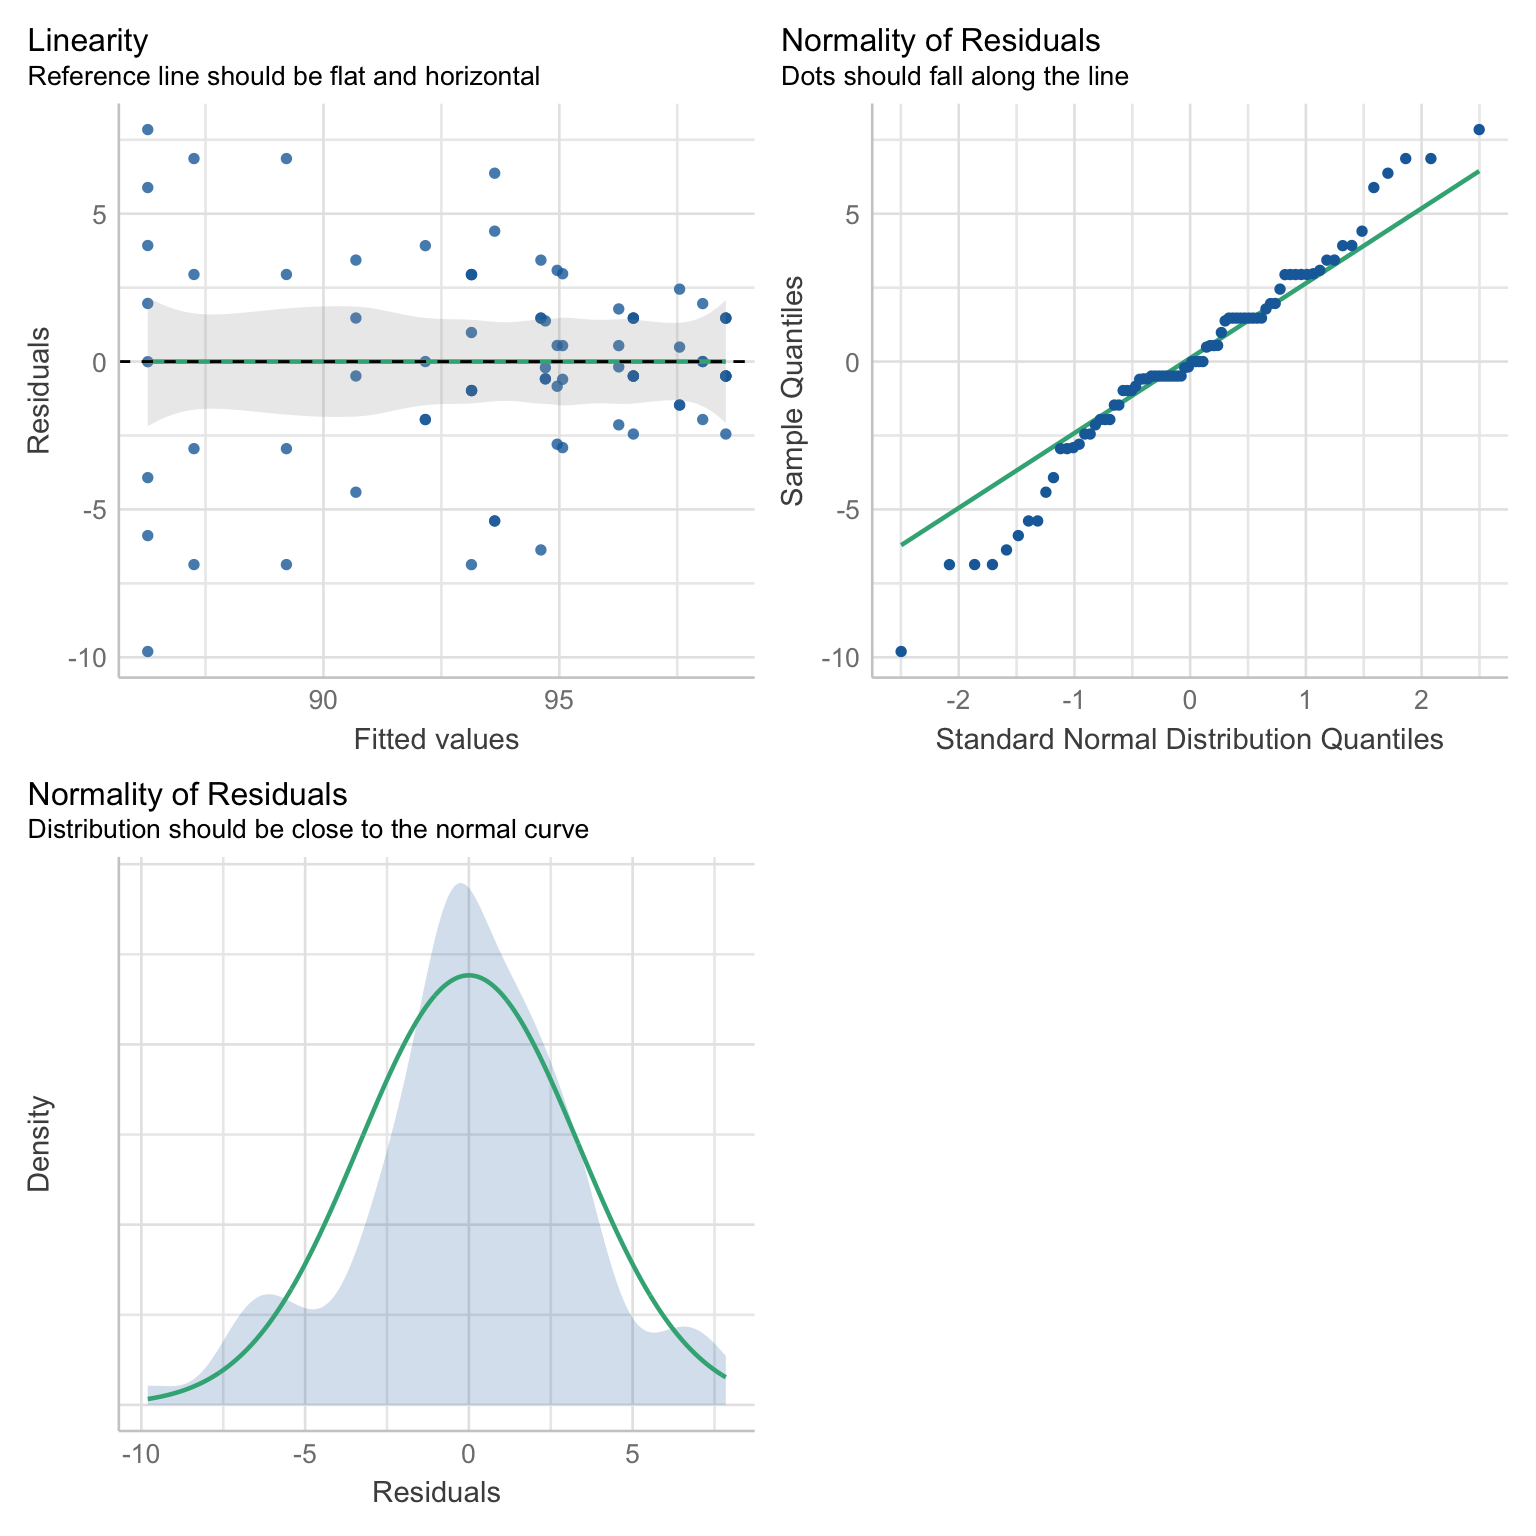 Linearity
Reference line should be flat and horizontal
5
0
-5
-10
Residuals
90 95
Fitted values
Normality of Residuals
Dots should fall along the line
5
0
-5
-10
Sample Quantiles
-2 -1 0 1 2
Standard Normal Distribution Quantiles
Normality of Residuals
Distribution should be close to the normal curve
Density
-10 -5 0 5
Residuals